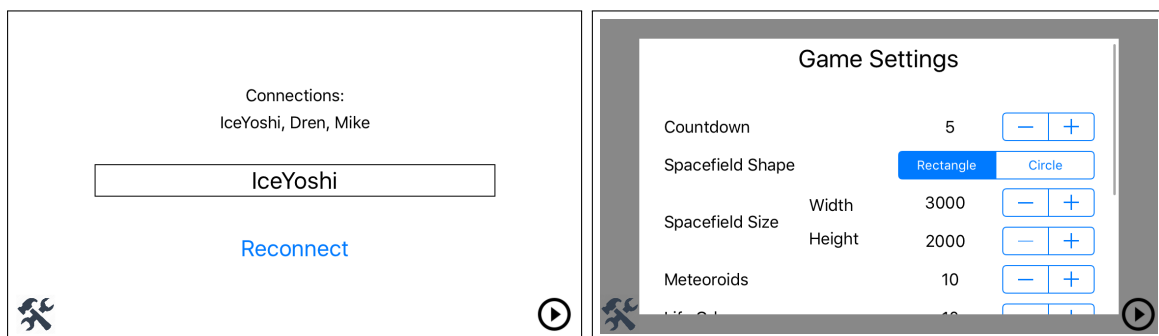 Connections:
IceYoshi, Dren, Mike
IceYoshi
Reconnect
Game Settings
Countdown 5 − +
Spacefield Shape Rectangle Circle
Spacefield Size Width 3000 − +
Height 2000 − +
Meteoroids 10 − +